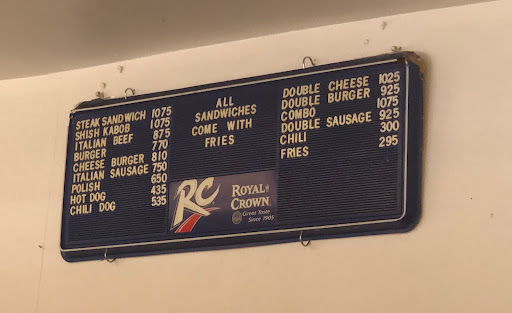 STEAK SANDWICH 1075
SHISH KABOB 1075
ITALIAN BEEF 875
BURGER 770
CHEESE BURGER 810
ITALIAN SAUSAGE 750
POLISH 650
HOT DOG 435
CHILI DOG 535
ALL
SANDWICHES
COME WITH
FRIES
RC
ROYAL
CROWN
Great Taste
Since 1905
DOUBLE CHEESE 1025
DOUBLE BURGER 925
COMBO 1075
DOUBLE SAUSAGE 925
CHILI 300
FRIES 295